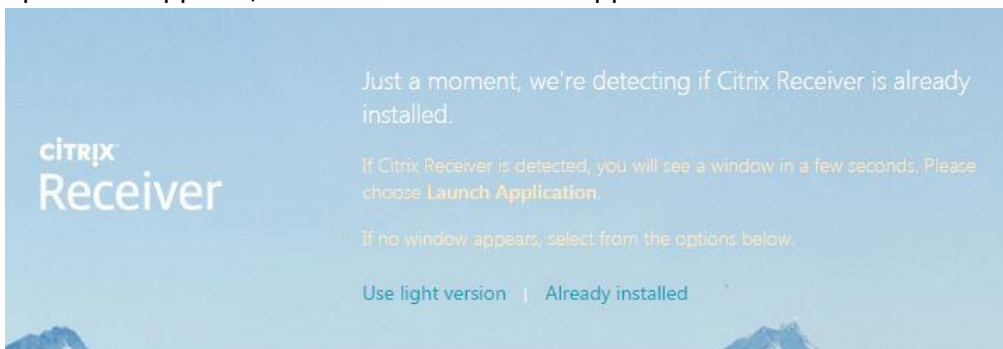 Just a moment, we're detecting if Citrix Receiver is already
installed.
CİTRIX
Receiver
If Citrix Receiver is detected, you will see a window in a few seconds. Please
choose Launch Application.
If no window appears, select from the options below.
Use light version | Already installed